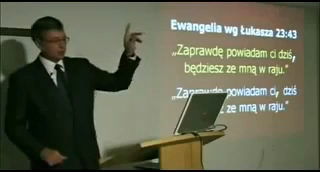 Ewangelia wg Łukasza 23:43
„Zaprawdę powiadam ci dziś,
będziesz ze mną w raju."
„Zaprawdę powiadam ci, dziś
będziesz ze mną w raju."